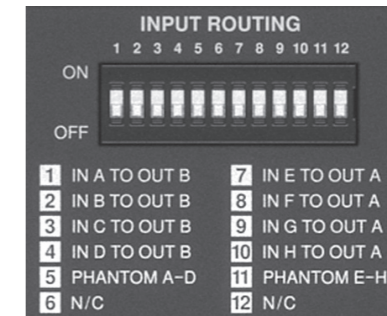 INPUT ROUTING
1 2 3 4 5 6 7 8 9 10 11 12
ON
OFF
1 IN A TO OUT B
2 IN B TO OUT B
3 IN C TO OUT B
4 IN D TO OUT B
5 PHANTOM A-D
6 N/C
7 IN E TO OUT A
8 IN F TO OUT A
9 IN G TO OUT A
10 IN H TO OUT A
11 PHANTOM E-H
12 N/C